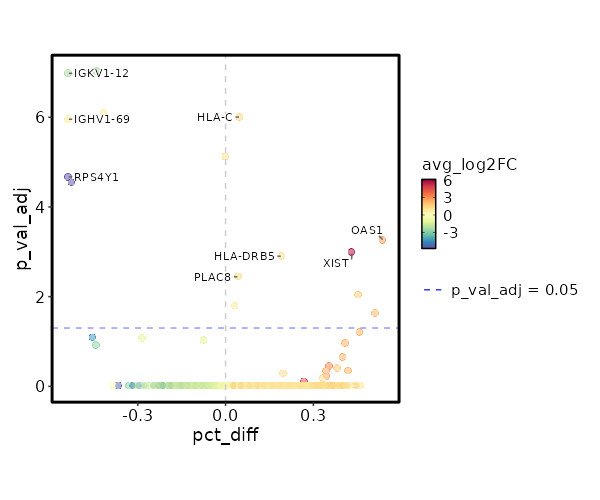 IGKV1-12
IGHV1-69
HLA-C
RPS4Y1
OAS1
HLA-DRB5
XIST
PLAC8
6
4
2
0
p_val_adj
-0.3
0.0
0.3
pct_diff
avg_log2FC
6
3
0
-3
p_val_adj = 0.05